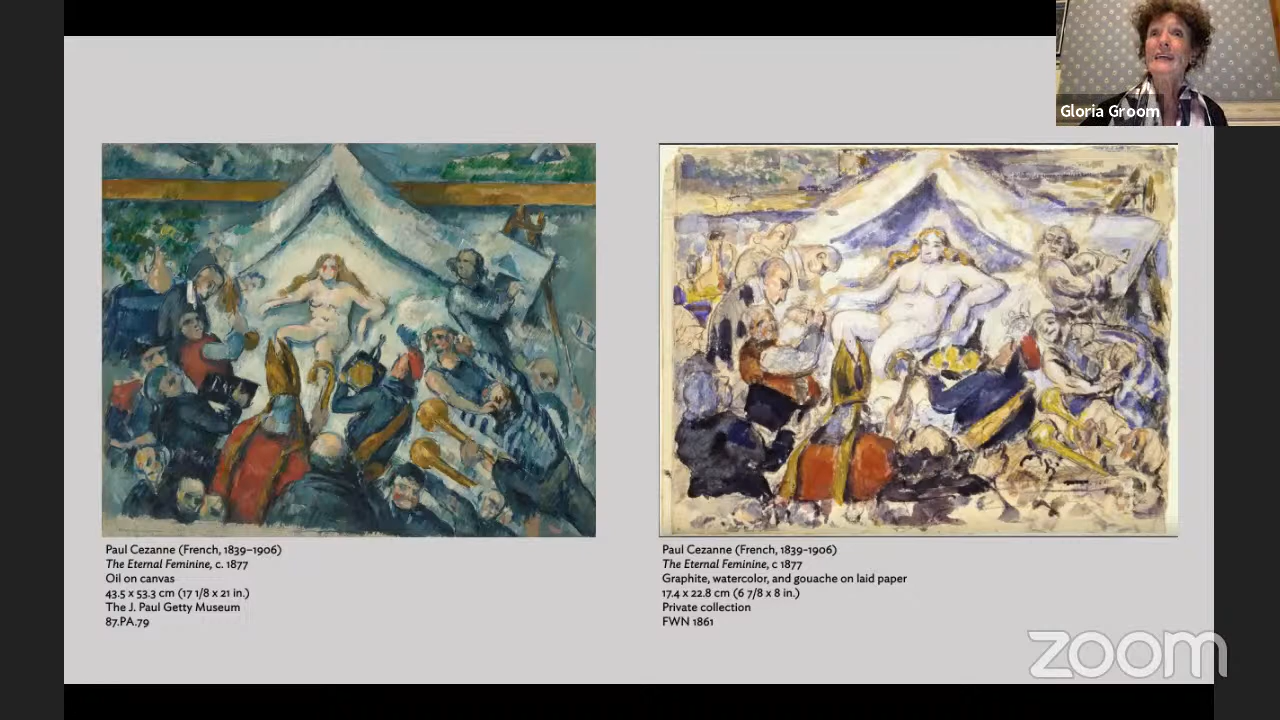 Gloria Groom
Paul Cezanne (French, 1839–1906)
The Eternal Feminine, c. 1877
Oil on canvas
43.5 x 53.3 cm (17 1/8 x 21 in.)
The J. Paul Getty Museum
87.PA.79
Paul Cezanne (French, 1839–1906)
The Eternal Feminine, c 1877
Graphite, watercolor, and gouache on laid paper
17.4 x 22.8 cm (6 7/8 x 8 in.)
Private collection
FWN 1861
zoom